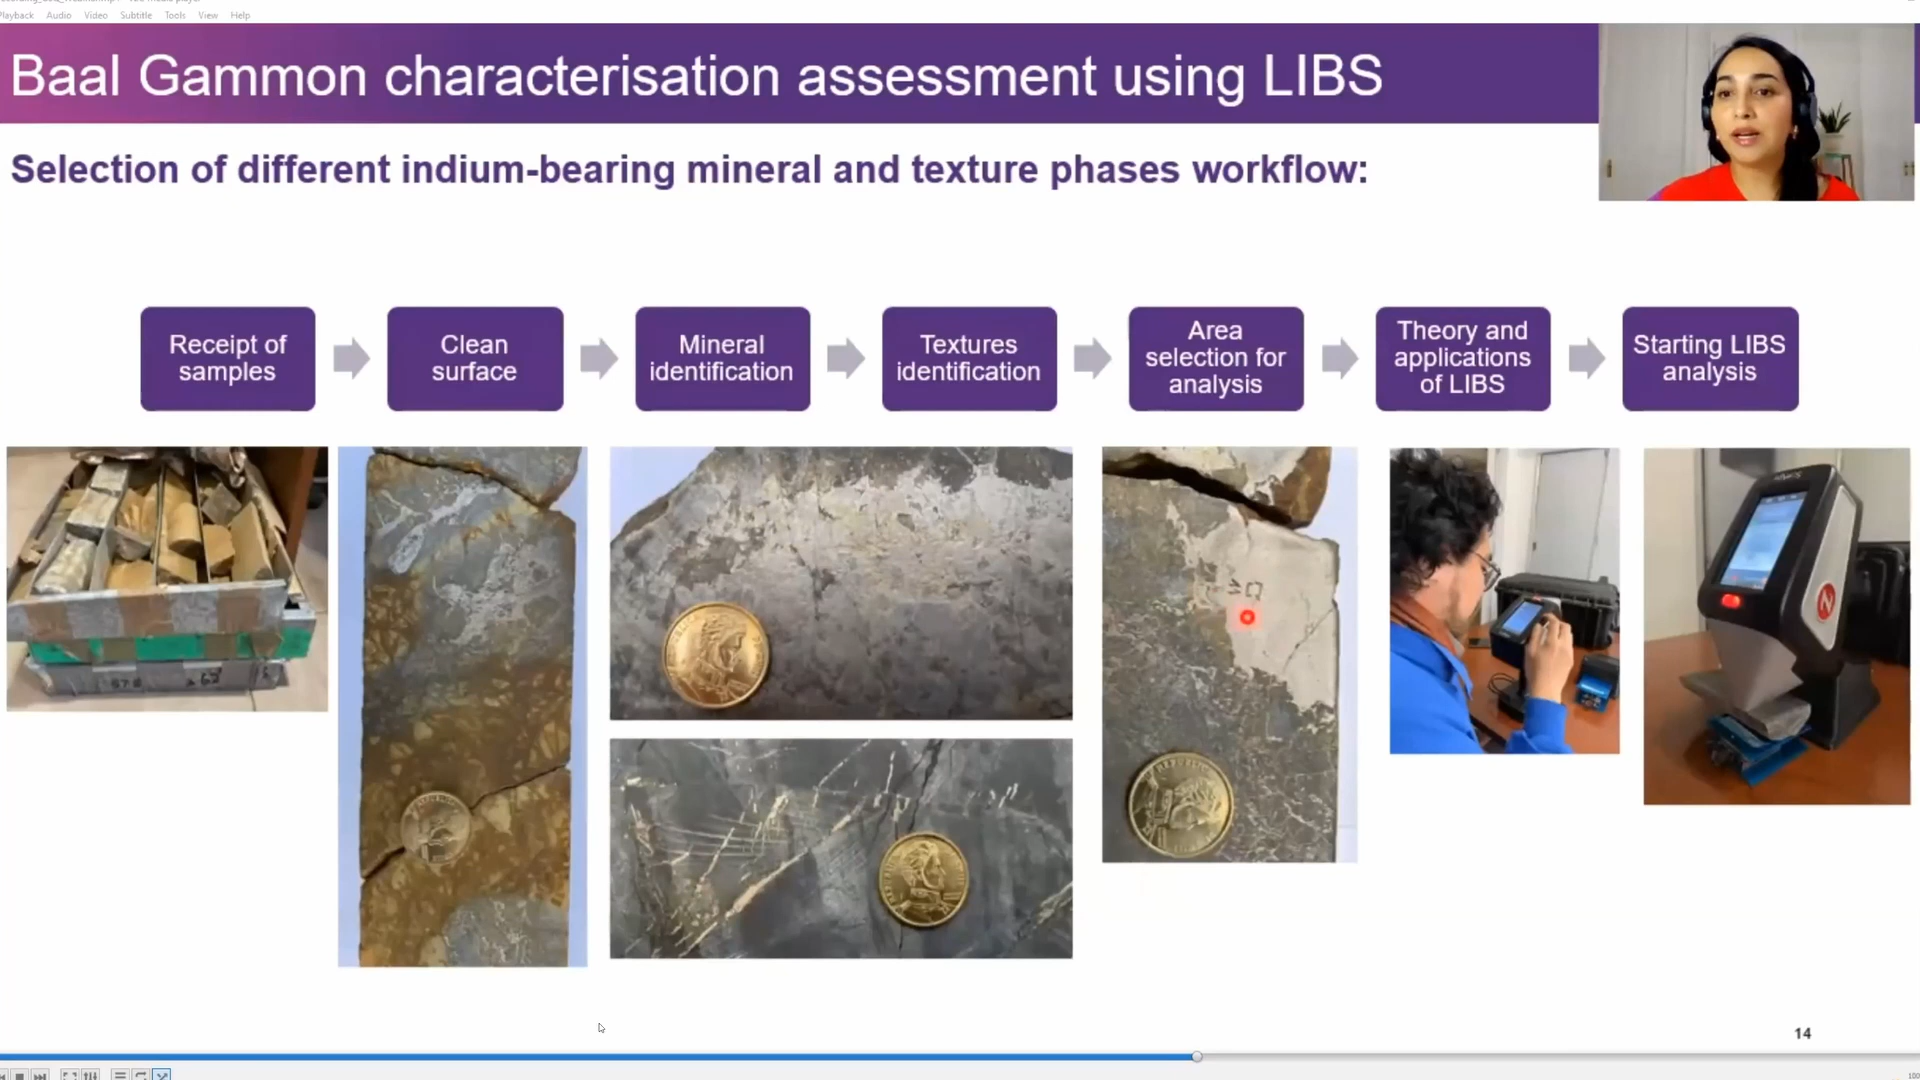 Playback Audio Video Subtitle Tools View Help
Baal Gammon characterisation assessment using LIBS
Selection of different indium-bearing mineral and texture phases workflow:
Receipt of
samples
Clean
surface
Mineral
identification
Textures
identification
Area
selection for
analysis
Theory and
applications
of LIBS
Starting LIBS
analysis
14
100